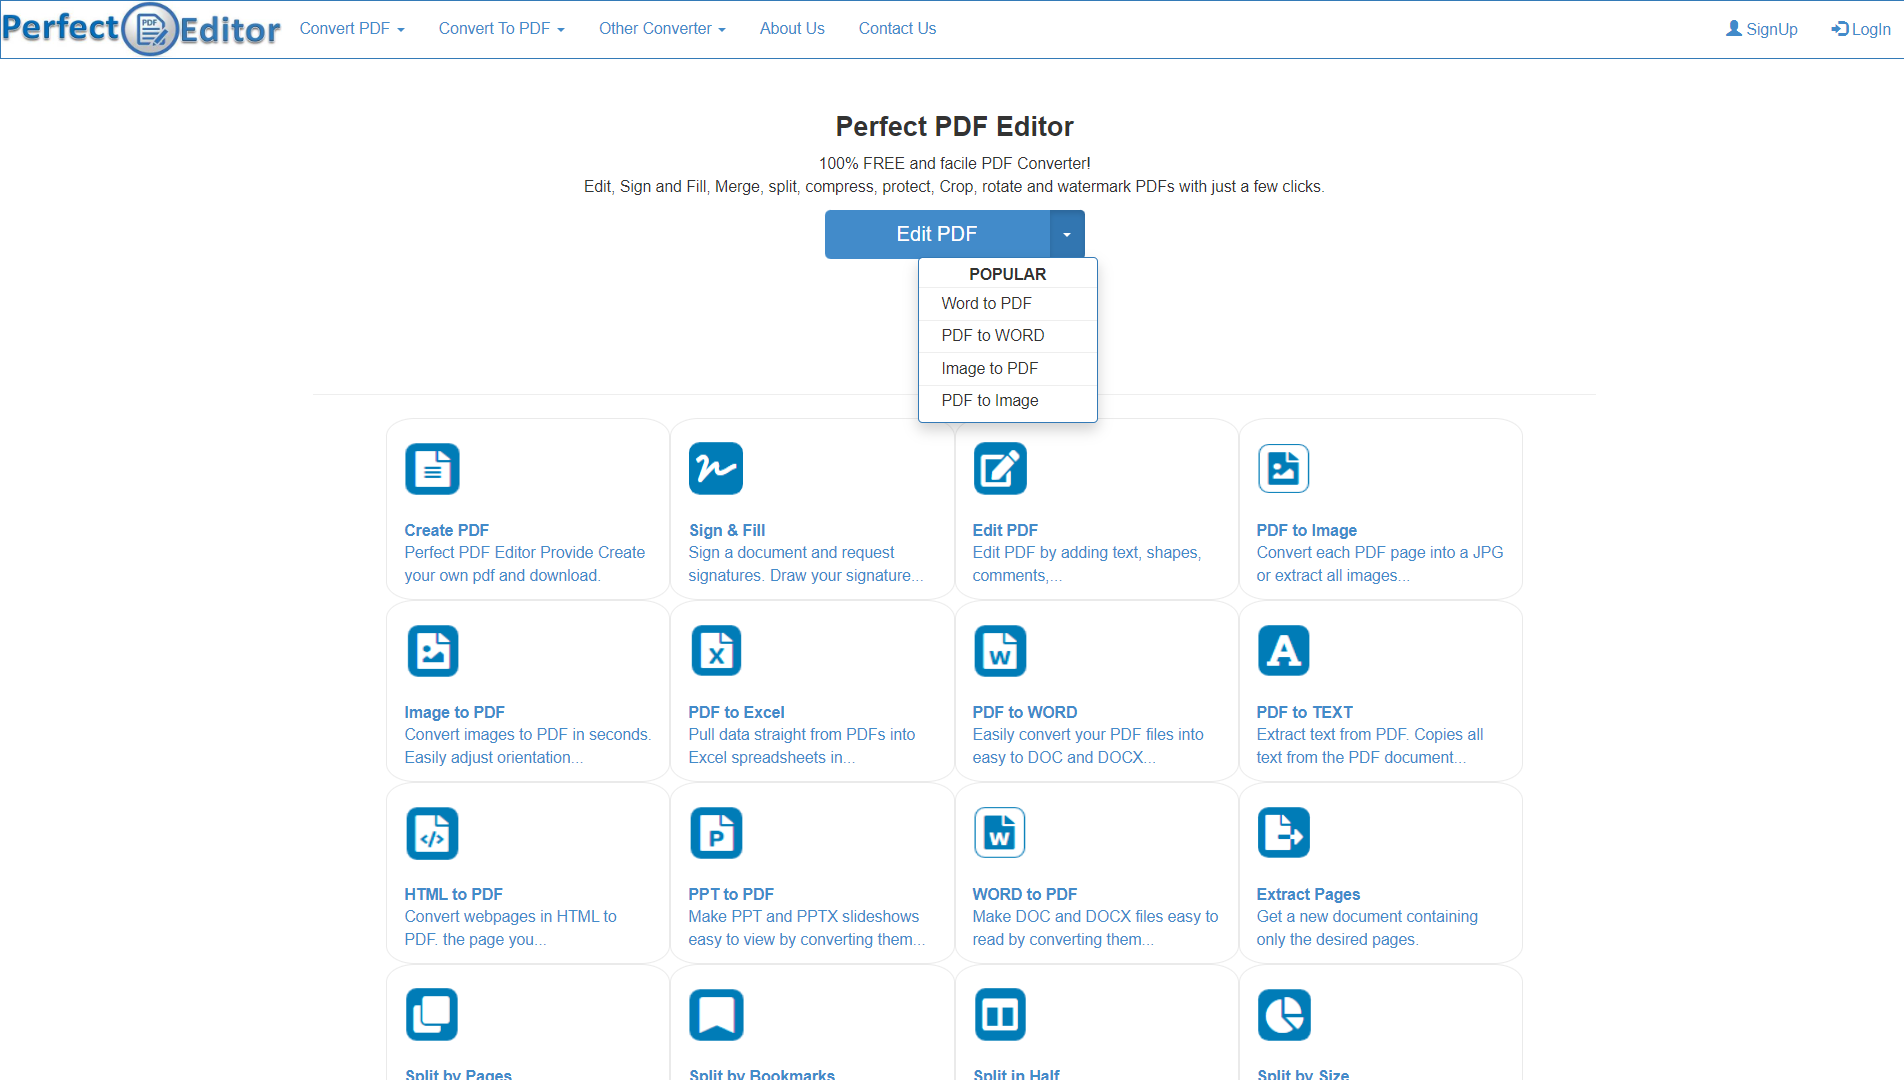 Perfect PDF Editor
Convert PDF
Convert To PDF
Other Converter
About Us
Contact Us
SignUp
LogIn
Perfect PDF Editor
100% FREE and facile PDF Converter!
Edit, Sign and Fill, Merge, split, compress, protect, Crop, rotate and watermark PDFs with just a few clicks.
Edit PDF
POPULAR
Word to PDF
PDF to WORD
Image to PDF
PDF to Image
Create PDF
Perfect PDF Editor Provide Create
your own pdf and download.
Sign & Fill
Sign a document and request
signatures. Draw your signature...
Edit PDF
Edit PDF by adding text, shapes,
comments,...
PDF to Image
Convert each PDF page into a JPG
or extract all images...
Image to PDF
Convert images to PDF in seconds.
Easily adjust orientation...
X
PDF to Excel
Pull data straight from PDFs into
Excel spreadsheets in...
W
PDF to WORD
Easily convert your PDF files into
easy to DOC and DOCX...
A
PDF to TEXT
Extract text from PDF. Copies all
text from the PDF document...
</>
HTML to PDF
Convert webpages in HTML to
PDF. the page you...
P
PPT to PDF
Make PPT and PPTX slideshows
easy to view by converting them...
W
WORD to PDF
Make DOC and DOCX files easy to
read by converting them...
Extract Pages
Get a new document containing
only the desired pages.
Split by Pages
Split by Bookmarks
Split in Half
Split by Size